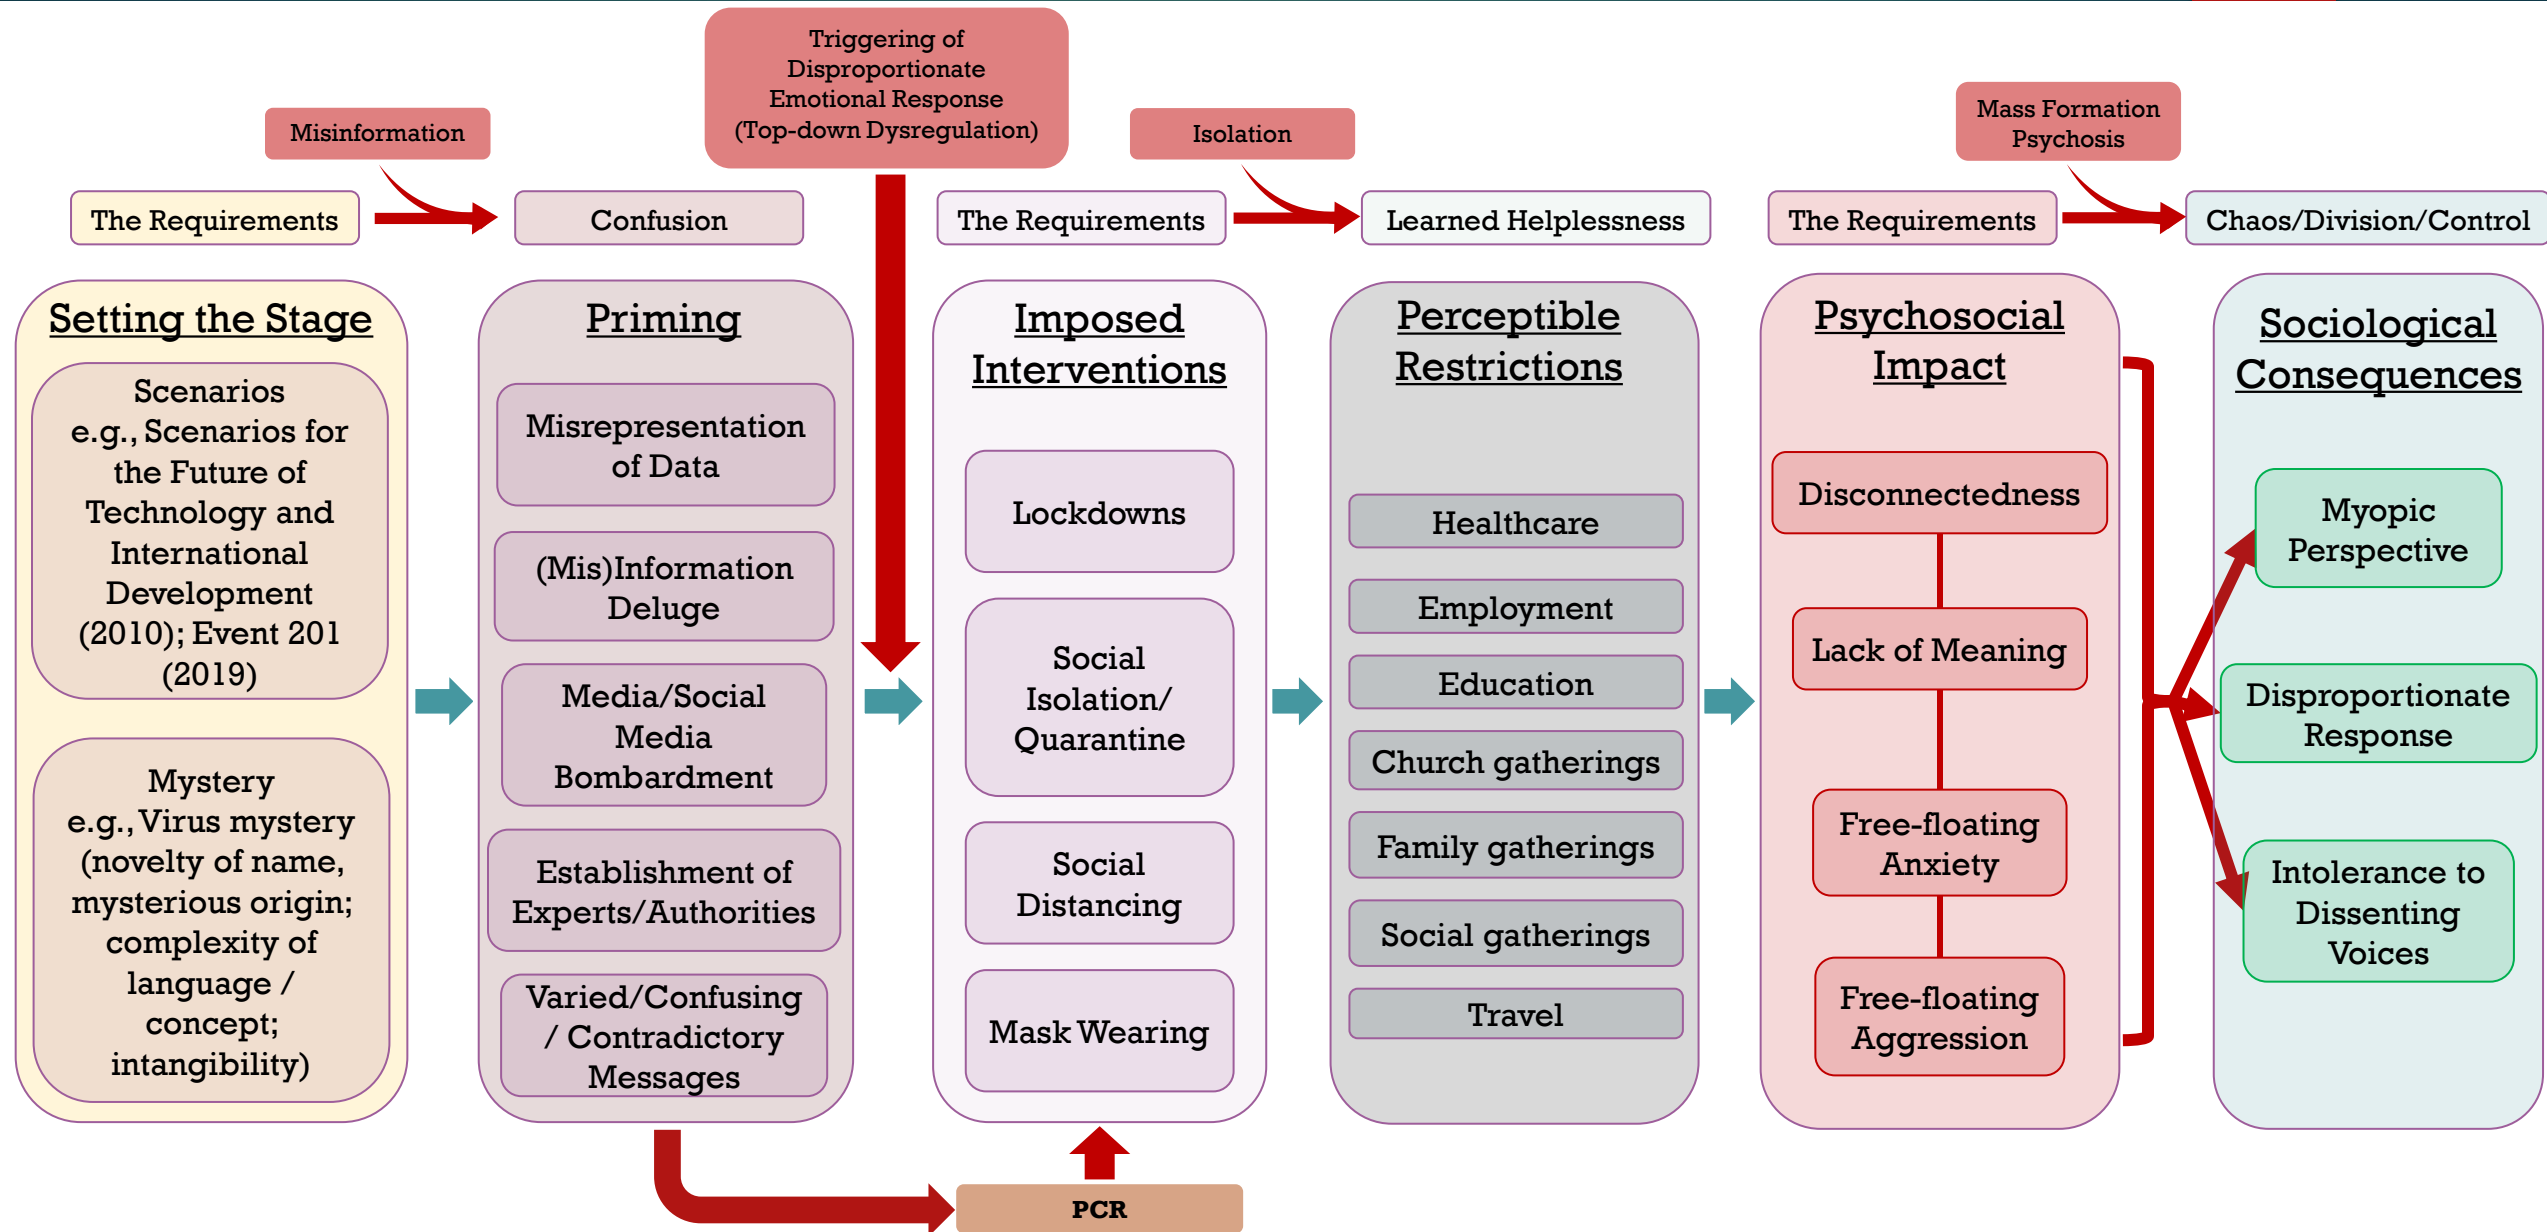 Triggering of
Disproportionate
Emotional Response
(Top-down Dysregulation)
Misinformation
Isolation
Mass Formation
Psychosis
The Requirements
Confusion
The Requirements
Learned Helplessness
The Requirements
Chaos/Division/Control
Setting the Stage
Scenarios
e.g., Scenarios for
the Future of
Technology and
International
Development
(2010); Event 201
(2019)
Mystery
e.g., Virus mystery
(novelty of name,
mysterious origin;
complexity of
language /
concept;
intangibility)
Priming
Misrepresentation
of Data
(Mis)Information
Deluge
Media/Social
Media
Bombardment
Establishment of
Experts/Authorities
Varied/Confusing
/ Contradictory
Messages
Imposed
Interventions
Lockdowns
Social
Isolation/
Quarantine
Social
Distancing
Mask Wearing
PCR
Perceptible
Restrictions
Healthcare
Employment
Education
Church gatherings
Family gatherings
Social gatherings
Travel
Psychosocial
Impact
Disconnectedness
Lack of Meaning
Free-floating
Anxiety
Free-floating
Aggression
Sociological
Consequences
Myopic
Perspective
Disproportionate
Response
Intolerance to
Dissenting
Voices